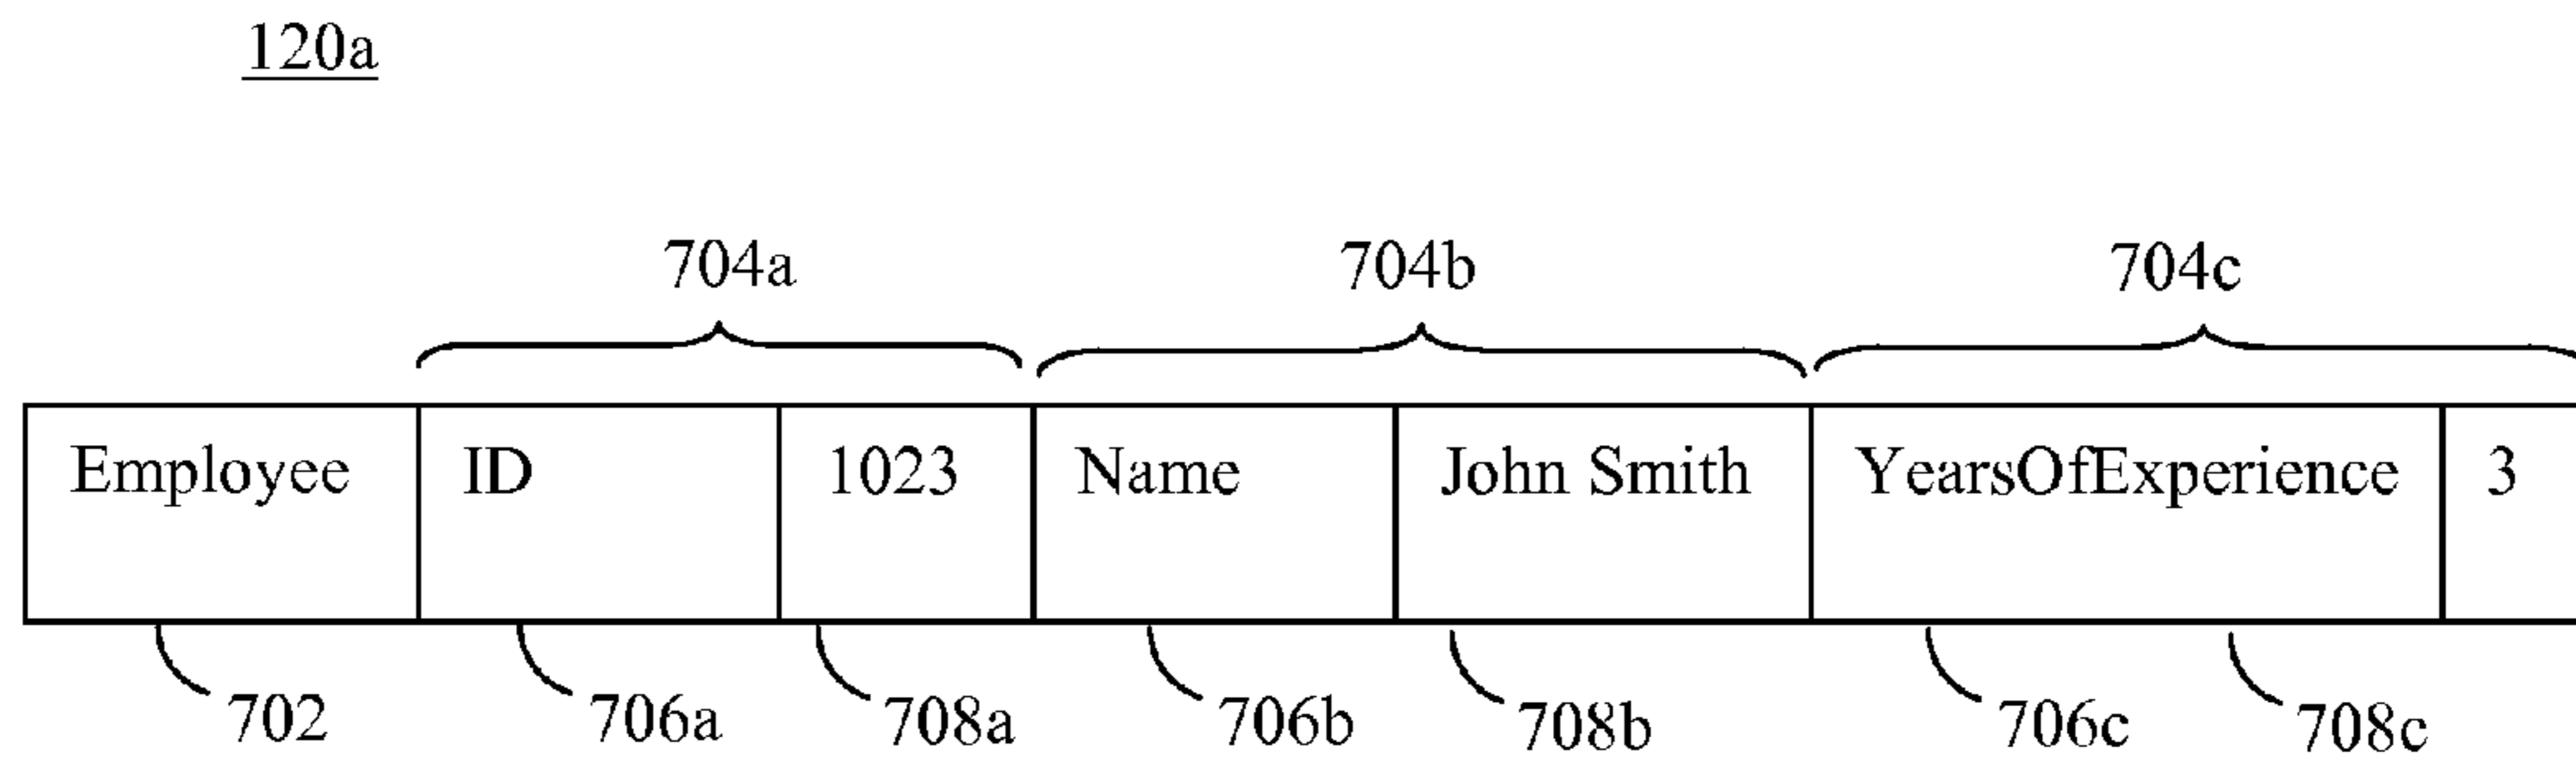 120a
704a 704b 704c
Employee ID 1023 Name John Smith YearsOfExperience 3
702 706a 708a 706b 708b 706c 708c